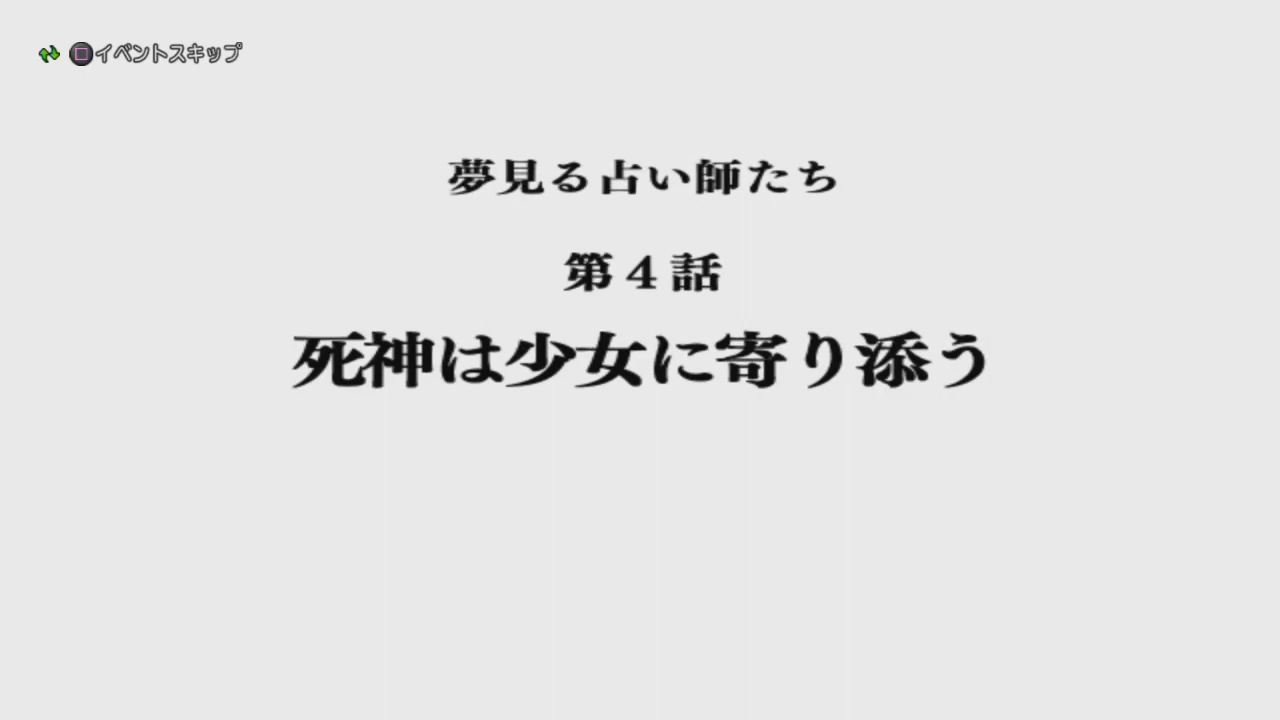 イベントスキップ
夢見る占い師たち
第４話
死神は少女に寄り添う